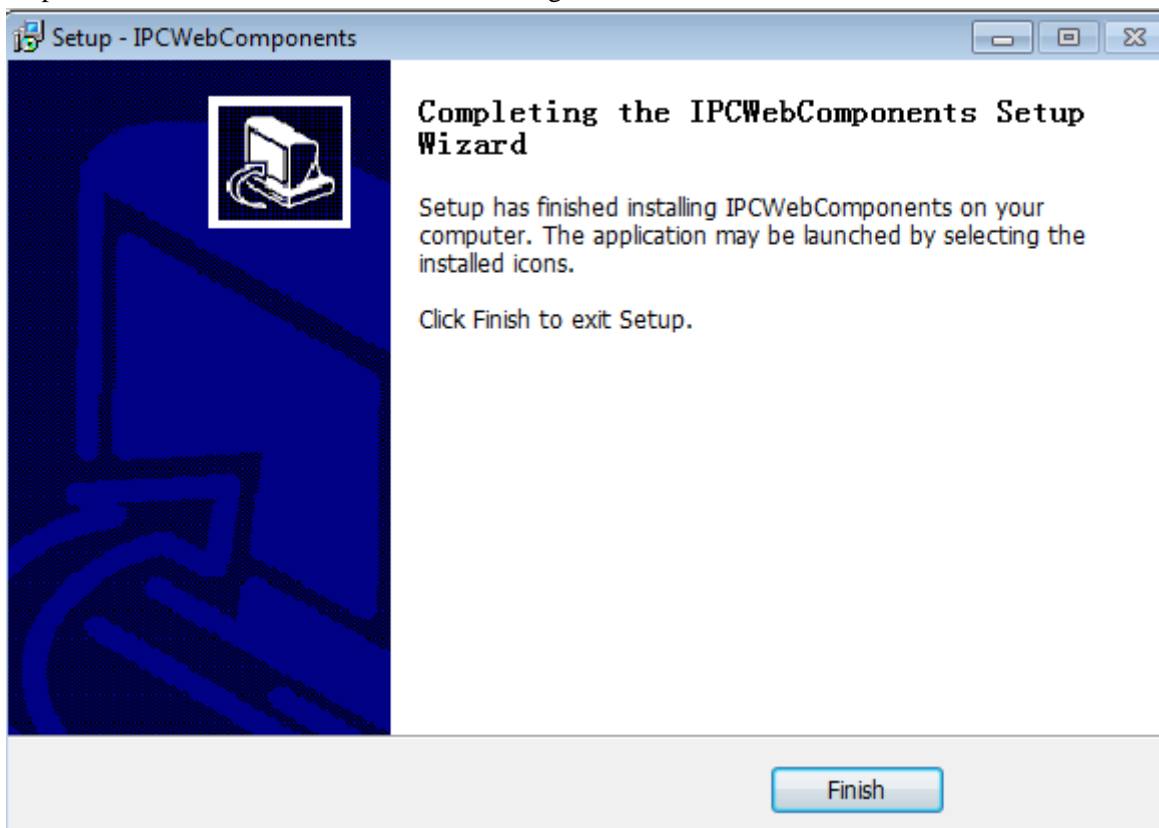 Setup - IPCWebComponents
Completing the IPCWebComponents Setup
Wizard
Setup has finished installing IPCWebComponents on your
computer. The application may be launched by selecting the
installed icons.
Click Finish to exit Setup.
Finish